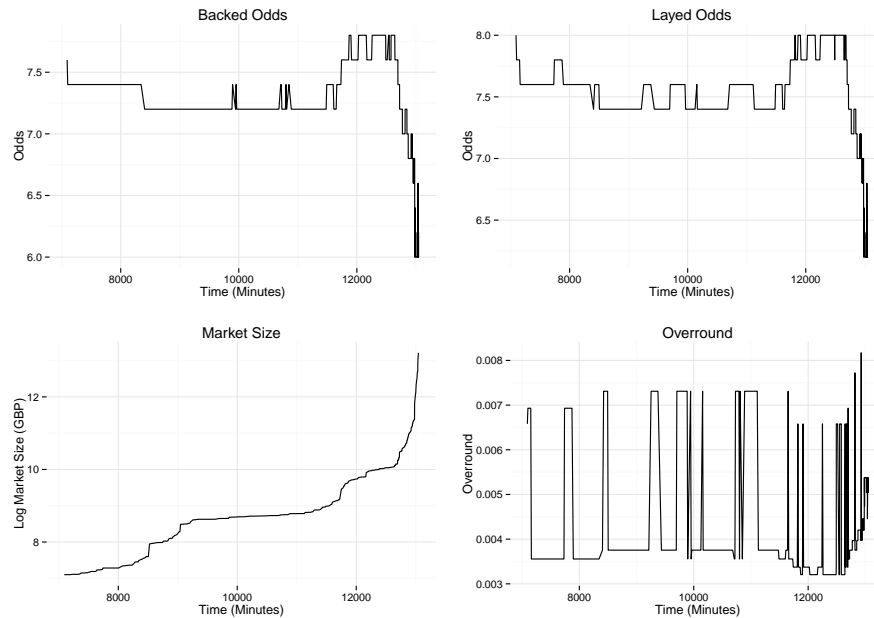 Backed Odds
Odds
7.5
7.0
6.5
6.0
8000
10000
12000
Time (Minutes)
Layed Odds
Odds
8.0
7.5
7.0
6.5
8000
10000
12000
Time (Minutes)
Market Size
Log Market Size (GBP)
12
10
8
8000
10000
12000
Time (Minutes)
Overround
Overround
0.008
0.007
0.006
0.005
0.004
0.003
8000
10000
12000
Time (Minutes)